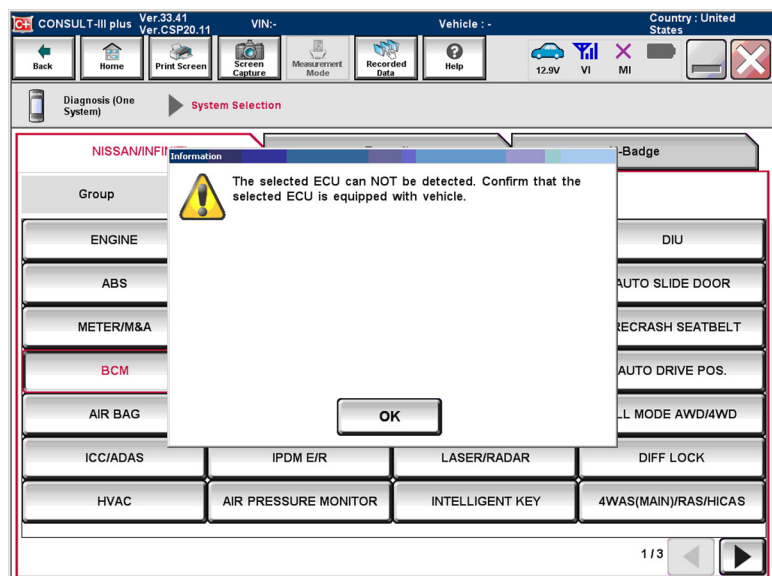 CONSULT-III plus Ver.33.41
Ver.CSP20.11
VIN:-
Vehicle : -
Country : United
States
Back
Home
Print Screen
Screen
Capture
Measurement
Mode
Recorded
Data
Help
12.9V
VI
MI
Diagnosis (One
System)
System Selection
NISSAN/INFINITI
-Badge
Information
The selected ECU can NOT be detected. Confirm that the
selected ECU is equipped with vehicle.
OK
Group
ENGINE
DIU
ABS
AUTO SLIDE DOOR
METER/M&A
RECRASH SEATBELT
BCM
AUTO DRIVE POS.
AIR BAG
LL MODE AWD/4WD
ICC/ADAS
IPDM E/R
LASER/RADAR
DIFF LOCK
HVAC
AIR PRESSURE MONITOR
INTELLIGENT KEY
4WAS(MAIN)/RAS/HICAS
1/3